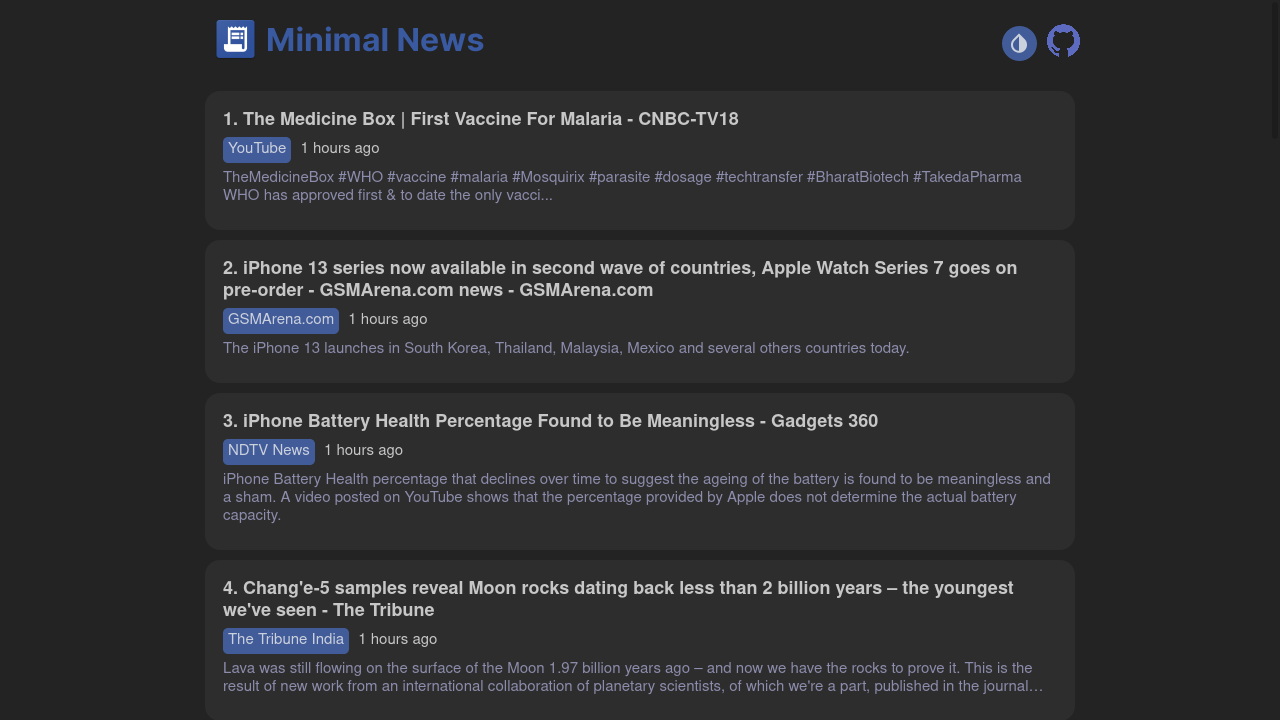 Minimal News
1. The Medicine Box | First Vaccine For Malaria - CNBC-TV18
YouTube 1 hours ago
TheMedicineBox #WHO #vaccine #malaria #Mosquirix #parasite #dosage #techtransfer #BharatBiotech #TakedaPharma
WHO has approved first & to date the only vacci...
2. iPhone 13 series now available in second wave of countries, Apple Watch Series 7 goes on
pre-order - GSMArena.com news - GSMArena.com
GSMArena.com 1 hours ago
The iPhone 13 launches in South Korea, Thailand, Malaysia, Mexico and several others countries today.
3. iPhone Battery Health Percentage Found to Be Meaningless - Gadgets 360
NDTV News 1 hours ago
iPhone Battery Health percentage that declines over time to suggest the ageing of the battery is found to be meaningless and
a sham. A video posted on YouTube shows that the percentage provided by Apple does not determine the actual battery
capacity.
4. Chang'e-5 samples reveal Moon rocks dating back less than 2 billion years – the youngest
we've seen - The Tribune
The Tribune India 1 hours ago
Lava was still flowing on the surface of the Moon 1.97 billion years ago – and now we have the rocks to prove it. This is the
result of new work from an international collaboration of planetary scientists, of which we're a part, published in the journal…